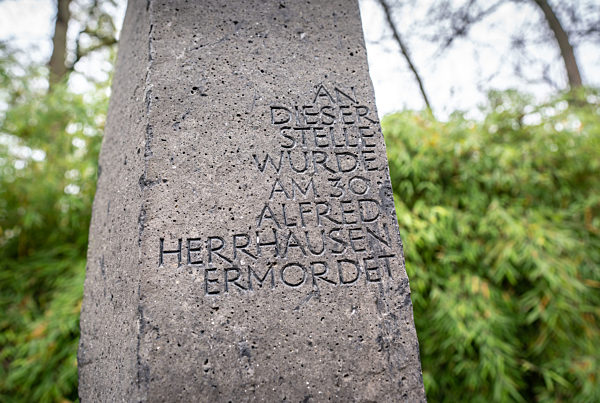 AN
DIESER
STELLE
WURDE
AM 30
ALFRED
HERRHAUSEN
ERMORDET